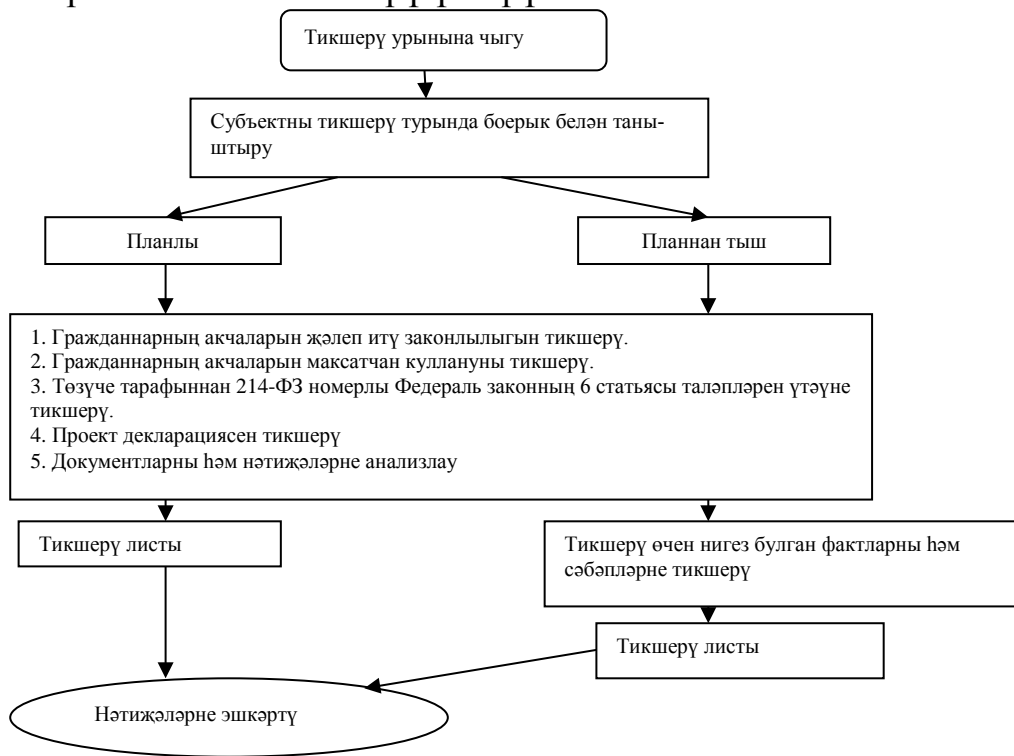 Тикшерү урынына чыгу
Субъектны тикшерү турында боерык белән таны-
штыру
Планлы
Планнан тыш
1. Гражданнарның акчаларын җәлеп итү законлылыгын тикшерү.
2. Гражданнарның акчаларын максатчан куллануны тикшерү.
3. Төзүче тарафыннан 214-ФЗ номерлы Федераль законның 6 статьясы таләпләрен үтәүне
тикшерү.
4. Проект декларациясен тикшерү
5. Документларны һәм нәтиҗәләрне анализлау
Тикшерү листы
Тикшерү өчен нигез булган фактларны һәм
сәбәпләрне тикшерү
Тикшерү листы
Нәтиҗәләрне эшкәртү